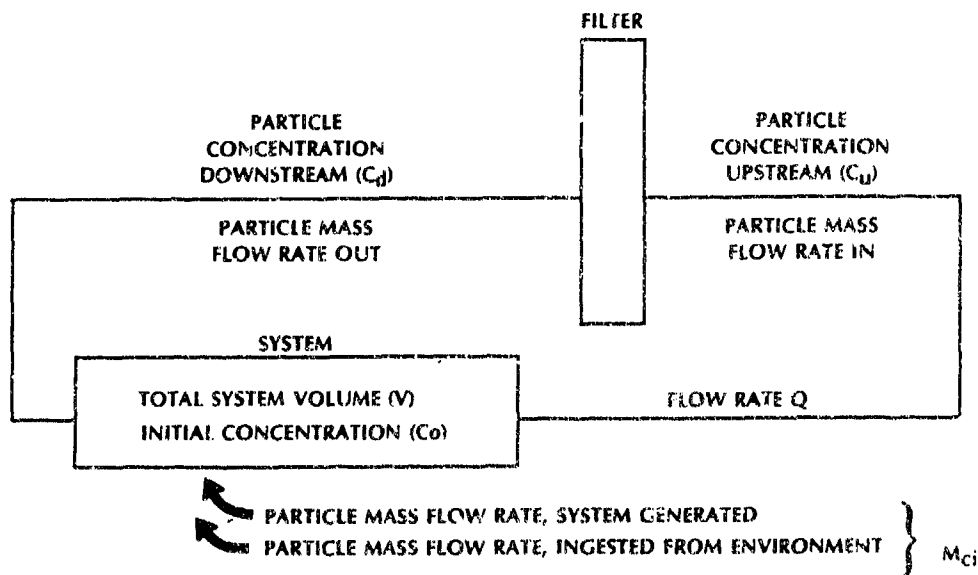 FILTER
PARTICLE
CONCENTRATION
DOWNSTREAM (Cd)
PARTICLE
CONCENTRATION
UPSTREAM (Cu)
PARTICLE MASS
FLOW RATE OUT
PARTICLE MASS
FLOW RATE IN
SYSTEM
TOTAL SYSTEM VOLUME (V)
INITIAL CONCENTRATION (Co)
FLOW RATE Q
PARTICLE MASS FLOW RATE, SYSTEM GENERATED
PARTICLE MASS FLOW RATE, INGESTED FROM ENVIRONMENT
Mci